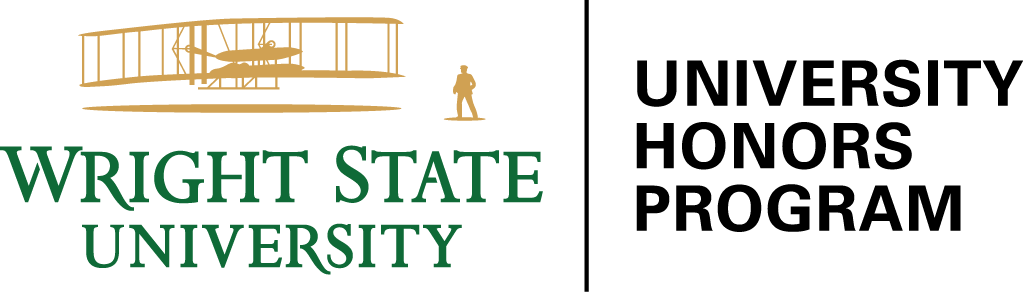 WRIGHT STATE
UNIVERSITY
UNIVERSITY
HONORS
PROGRAM